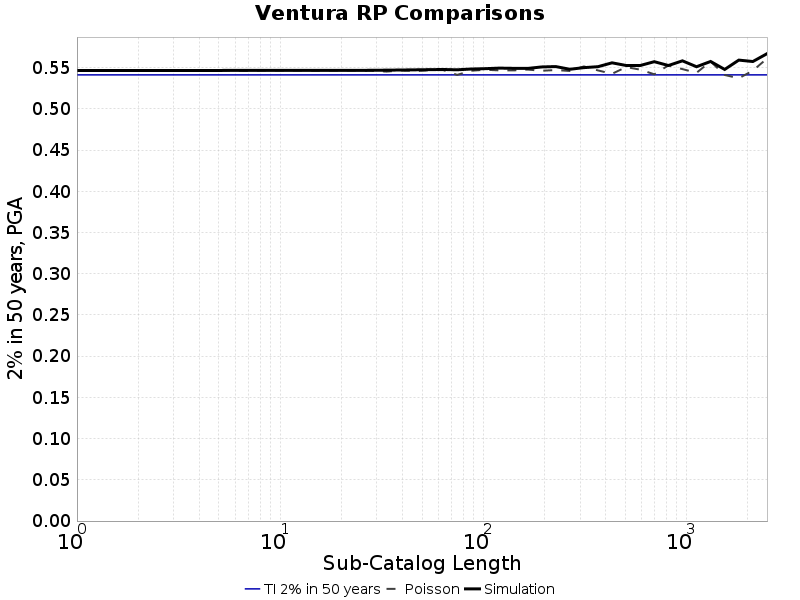 Ventura RP Comparisons
2% in 50 years, PGA
0.55
0.50
0.45
0.40
0.35
0.30
0.25
0.20
0.15
0.10
0.05
0.00
10^0 10^1 10^2 10^3
Sub-Catalog Length
TI 2% in 50 years Poisson Simulation